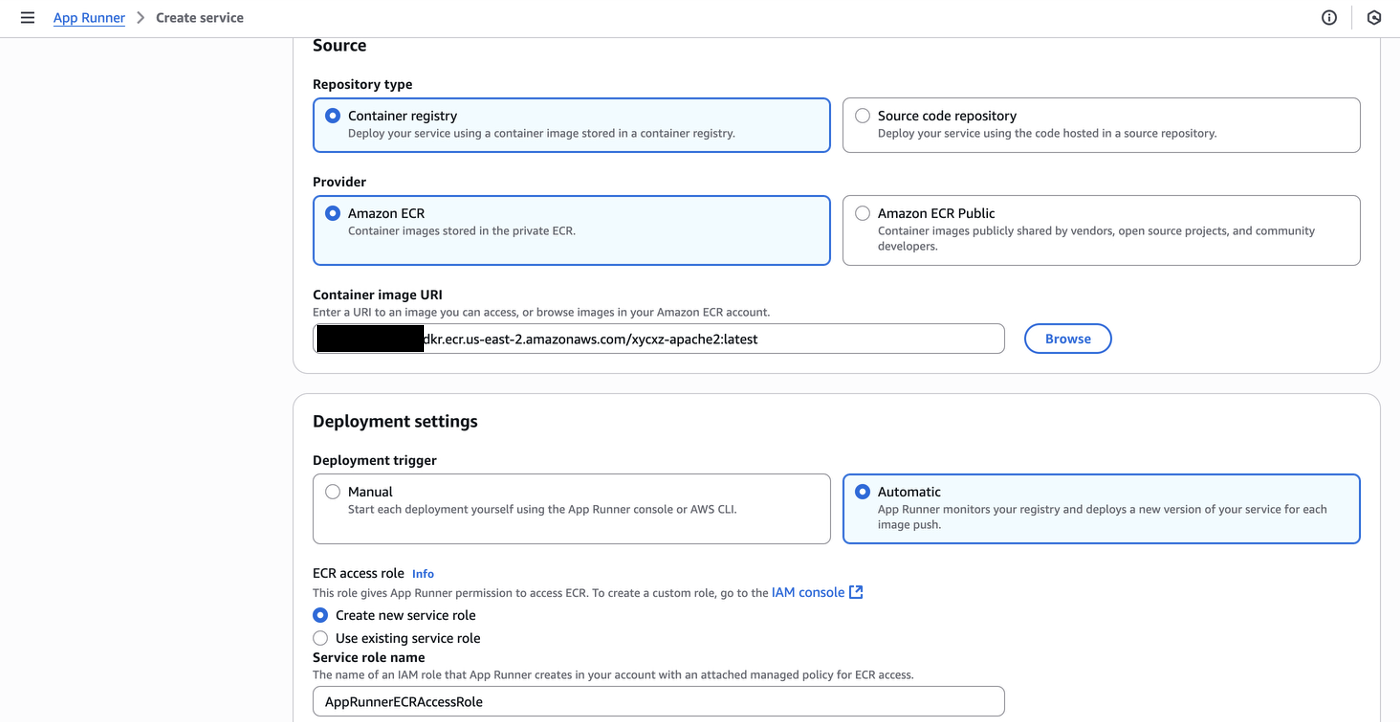 App Runner > Create service
Source
Repository type
Container registry
Deploy your service using a container image stored in a container registry.
Source code repository
Deploy your service using the code hosted in a source repository.
Provider
Amazon ECR
Container images stored in the private ECR.
Amazon ECR Public
Container images publicly shared by vendors, open source projects, and community
developers.
Container image URI
Enter a URI to an image you can access, or browse images in your Amazon ECR account.
dkr.ecr.us-east-2.amazonaws.com/xycxz-apache2:latest
Browse
Deployment settings
Deployment trigger
Manual
Start each deployment yourself using the App Runner console or AWS CLI.
Automatic
App Runner monitors your registry and deploys a new version of your service for each
image push.
ECR access role Info
This role gives App Runner permission to access ECR. To create a custom role, go to the IAM console
Create new service role
Use existing service role
Service role name
The name of an IAM role that App Runner creates in your account with an attached managed policy for ECR access.
AppRunnerECRAccessRole